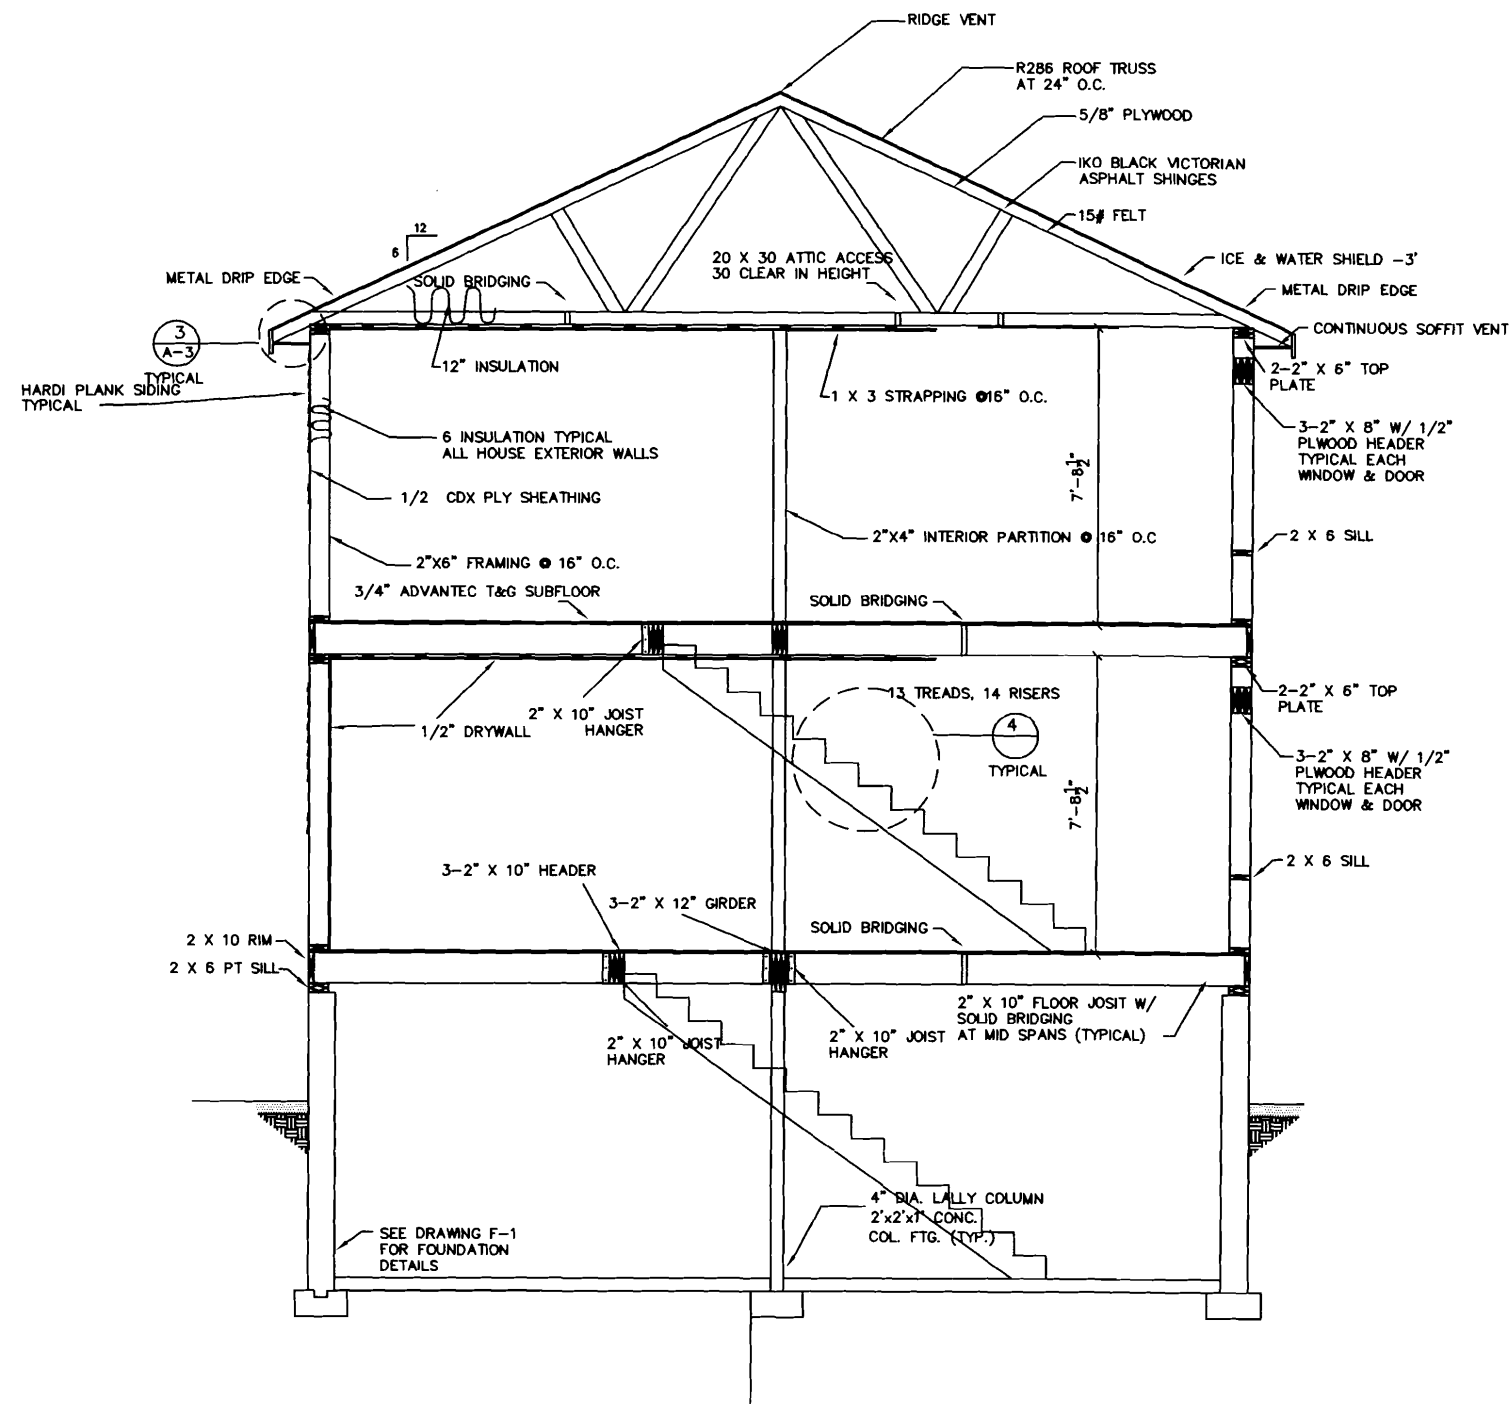 RIDGE VENT
R286 ROOF TRUSS
AT 24" O.C.
5/8" PLYWOOD
IKO BLACK VICTORIAN
ASPHALT SHINGES
15# FELT
12
6
20 X 30 ATTIC ACCESS
30 CLEAR IN HEIGHT
ICE & WATER SHIELD -3'
METAL DRIP EDGE
SOLID BRIDGING
METAL DRIP EDGE
CONTINUOUS SOFFIT VENT
3
A-3
TYPICAL
12" INSULATION
HARDI PLANK SIDING
TYPICAL
2-2" X 6" TOP
PLATE
1 X 3 STRAPPING @16" O.C.
3-2" X 8" W/ 1/2"
PLWOOD HEADER
TYPICAL EACH
WINDOW & DOOR
6 INSULATION TYPICAL
ALL HOUSE EXTERIOR WALLS
7'-8 1/2"
1/2 CDX PLY SHEATHING
2"X4" INTERIOR PARTITION @ 16" O.C
2 X 6 SILL
2"X6" FRAMING @ 16" O.C.
3/4" ADVANTEC T&G SUBFLOOR
SOLID BRIDGING
13 TREADS, 14 RISERS
2-2" X 6" TOP
PLATE
2" X 10" JOIST
HANGER
1/2" DRYWALL
4
TYPICAL
3-2" X 8" W/ 1/2"
PLWOOD HEADER
TYPICAL EACH
WINDOW & DOOR
7'-8 1/2"
2 X 6 SILL
3-2" X 10" HEADER
3-2" X 12" GIRDER
SOLID BRIDGING
2 X 10 RIM
2 X 6 PT SILL
2" X 10" FLOOR JOSIT W/
SOLID BRIDGING
AT MID SPANS (TYPICAL)
2" X 10" JOIST
HANGER
2" X 10" JOIST
HANGER
4" DIA. LALLY COLUMN
2'x2'x1' CONC.
COL. FTG. (TYP.)
SEE DRAWING F-1
FOR FOUNDATION
DETAILS